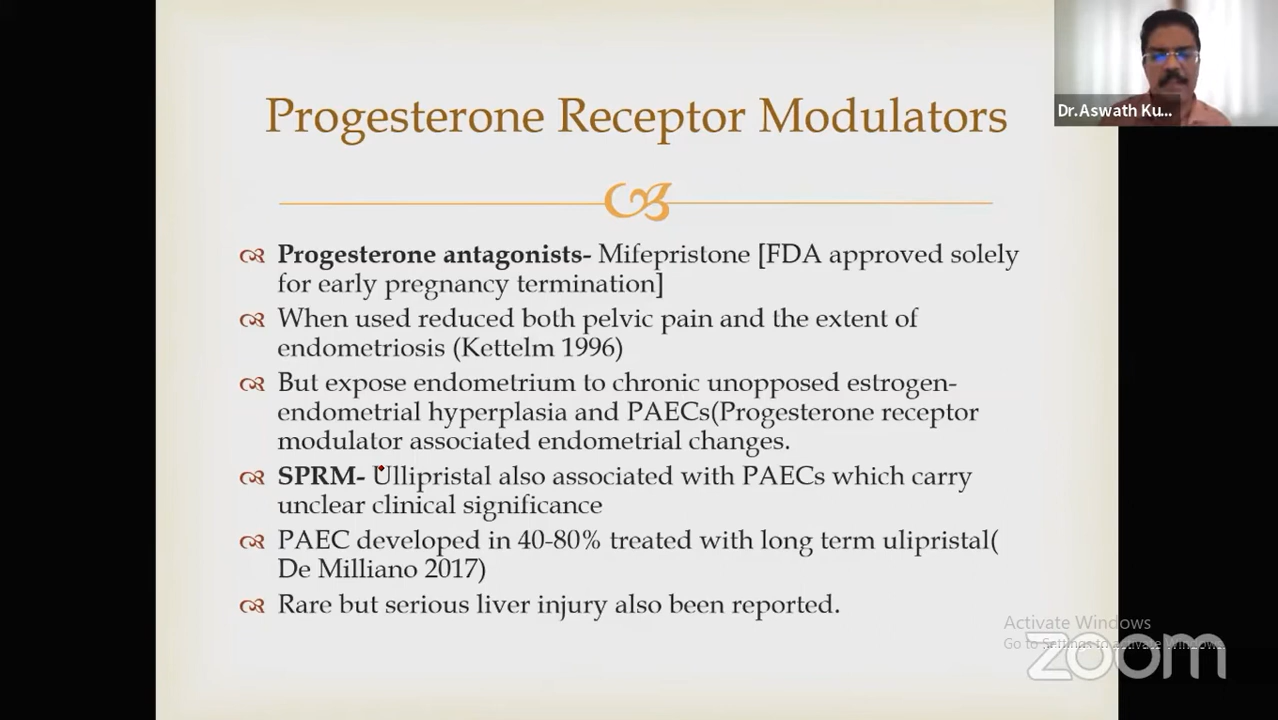 Progesterone Receptor Modulators
Dr.Aswath Ku...
Progesterone antagonists- Mifepristone [FDA approved solely
for early pregnancy termination]
When used reduced both pelvic pain and the extent of
endometriosis (Kettelm 1996)
But expose endometrium to chronic unopposed estrogen-
endometrial hyperplasia and PAECs(Progesterone receptor
modulator associated endometrial changes.
SPRM- Ullipristal also associated with PAECs which carry
unclear clinical significance
PAEC developed in 40-80% treated with long term ulipristal(
De Milliano 2017)
Rare but serious liver injury also been reported.
Activate Windows
Go to Settings to activate Windows.
zoom